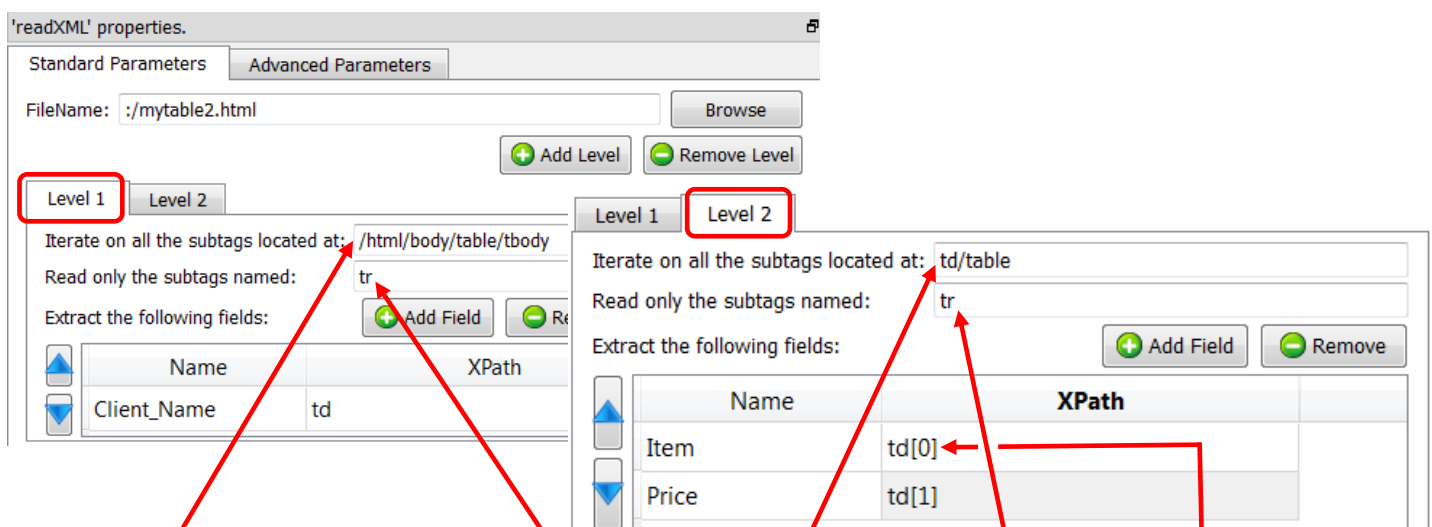 'readXML' properties.
Standard Parameters Advanced Parameters
FileName: :/mytable2.html Browse
Add Level Remove Level
Level 1 Level 2
Iterate on all the subtags located at: /html/body/table/tbody
Read only the subtags named: tr
Extract the following fields: Add Field
Name XPath
Client_Name td
Level 1 Level 2
Iterate on all the subtags located at: td/table
Read only the subtags named: tr
Extract the following fields: Add Field Remove
Name XPath
Item td[0]
Price td[1]